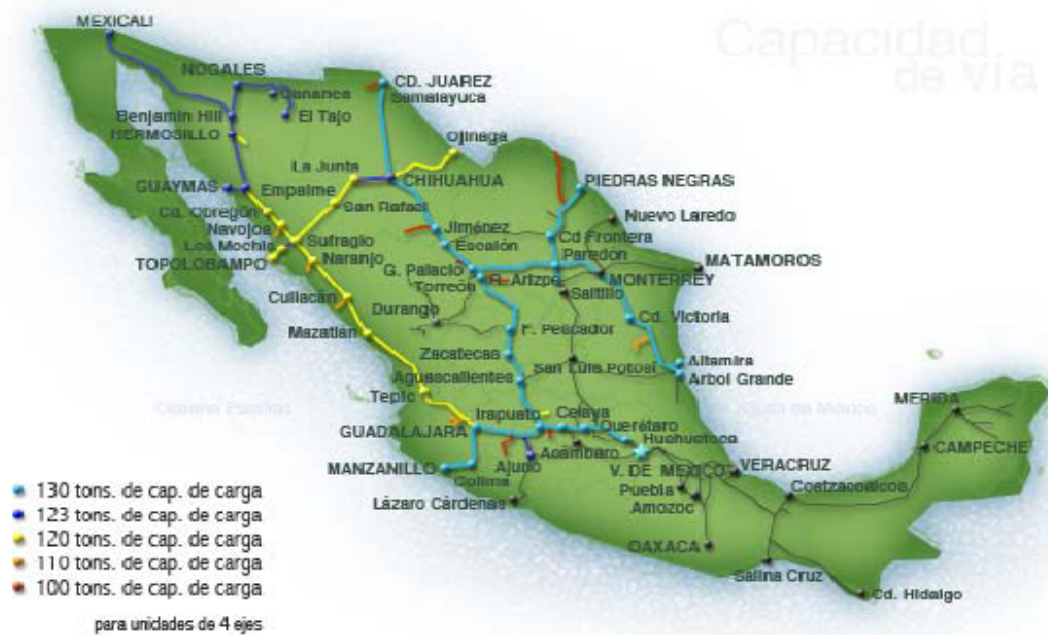 Capacidad
de vía
MEXICALI
NOGALES
Cananea
El Tajo
CD. JUAREZ
Samalayuca
Benjamin Hill
HERMOSILLO
Ojinaga
La Junta
CHIHUAHUA
PIEDRAS NEGRAS
GUAYMAS
Empalme
San Rafael
Cd. Obregón
Navojoa
Nuevo Laredo
Los Mochis
Sufragio
Jiménez
Escalón
Cd Frontera
TOPOLOBAMPO
Naranjo
G. Palacio
Paredón
MATAMOROS
Torreón
R. Arizpe
MONTERREY
Culiacán
Saltillo
Durango
Cd. Victoria
Mazatlán
F. Pescador
Zacatecas
San Luis Potosí
Altamira
Aguascalientes
Arbol Grande
Tepic
Océano Pacífico
Golfo de México
MERIDA
Irapuato
Celaya
GUADALAJARA
Querétaro
Huehuetoca
Acámbaro
CAMPECHE
MANZANILLO
Ajuno
V. DE MEXICO
VERACRUZ
Colima
Coatzacoalcos
Lázaro Cárdenas
Puebla
Amozoc
OAXACA
Salina Cruz
Cd. Hidalgo
130 tons. de cap. de carga
123 tons. de cap. de carga
120 tons. de cap. de carga
110 tons. de cap. de carga
100 tons. de cap. de carga
para unidades de 4 ejes